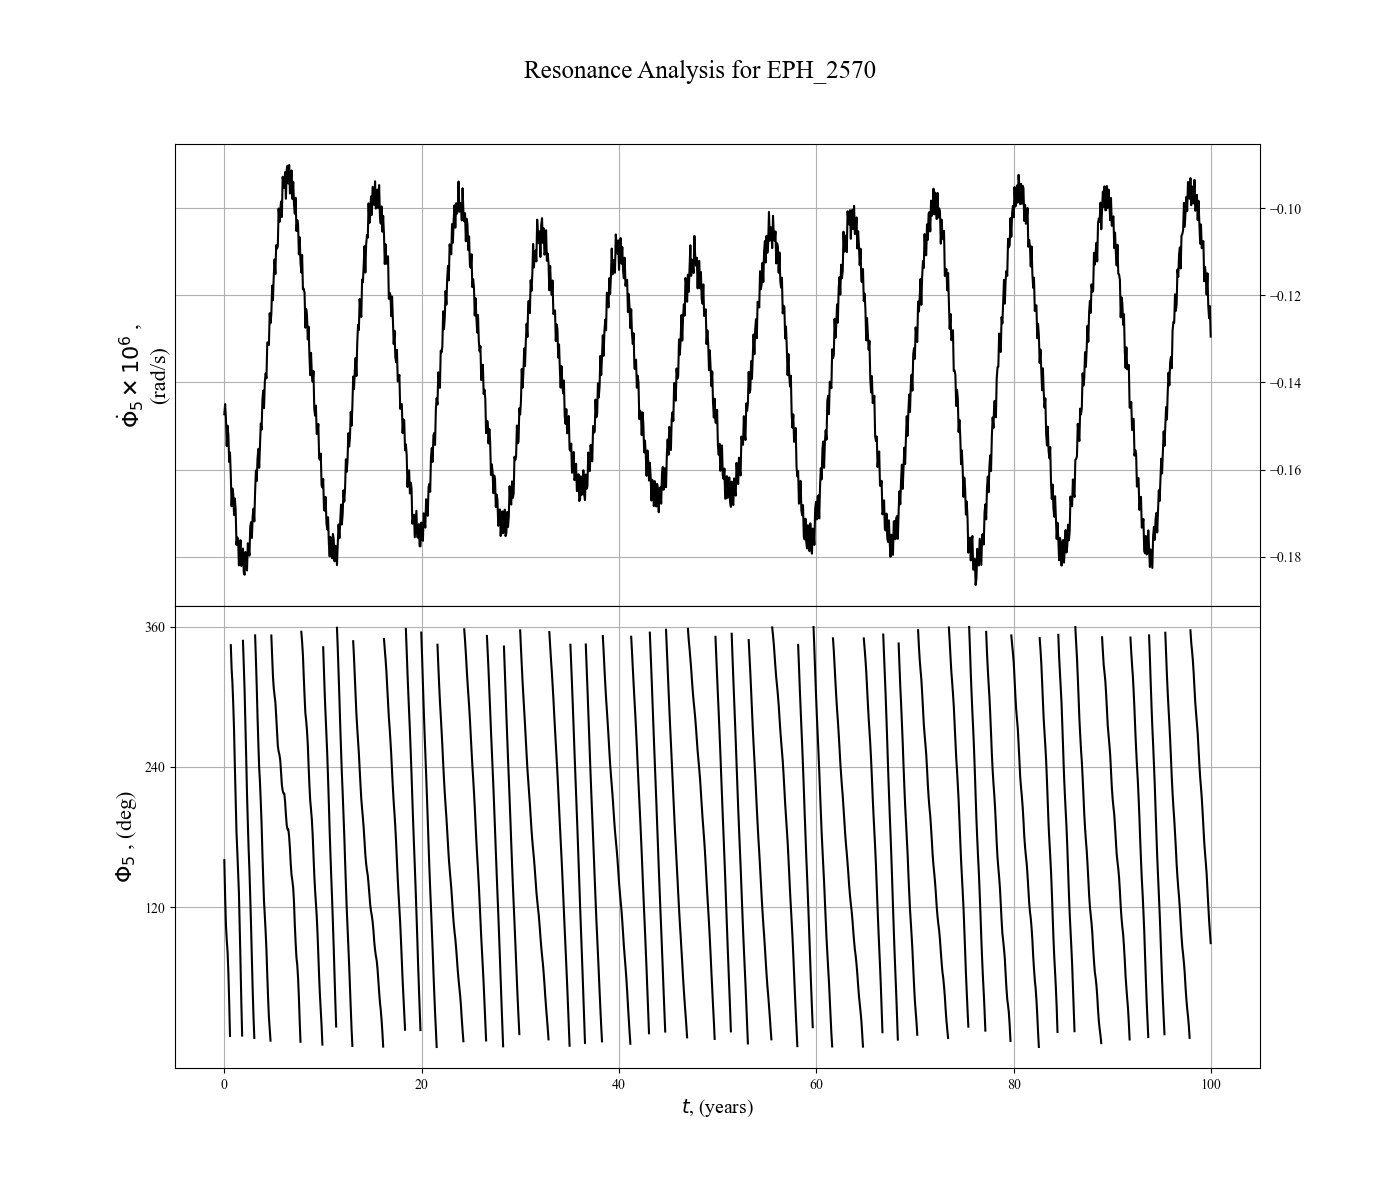 Resonance Analysis for EPH_2570
Φ̇₅ × 10⁶ ,
(rad/s)
−0.10
−0.12
−0.14
−0.16
−0.18
Φ₅ , (deg)
360
240
120
0 20 40 60 80 100
t, (years)